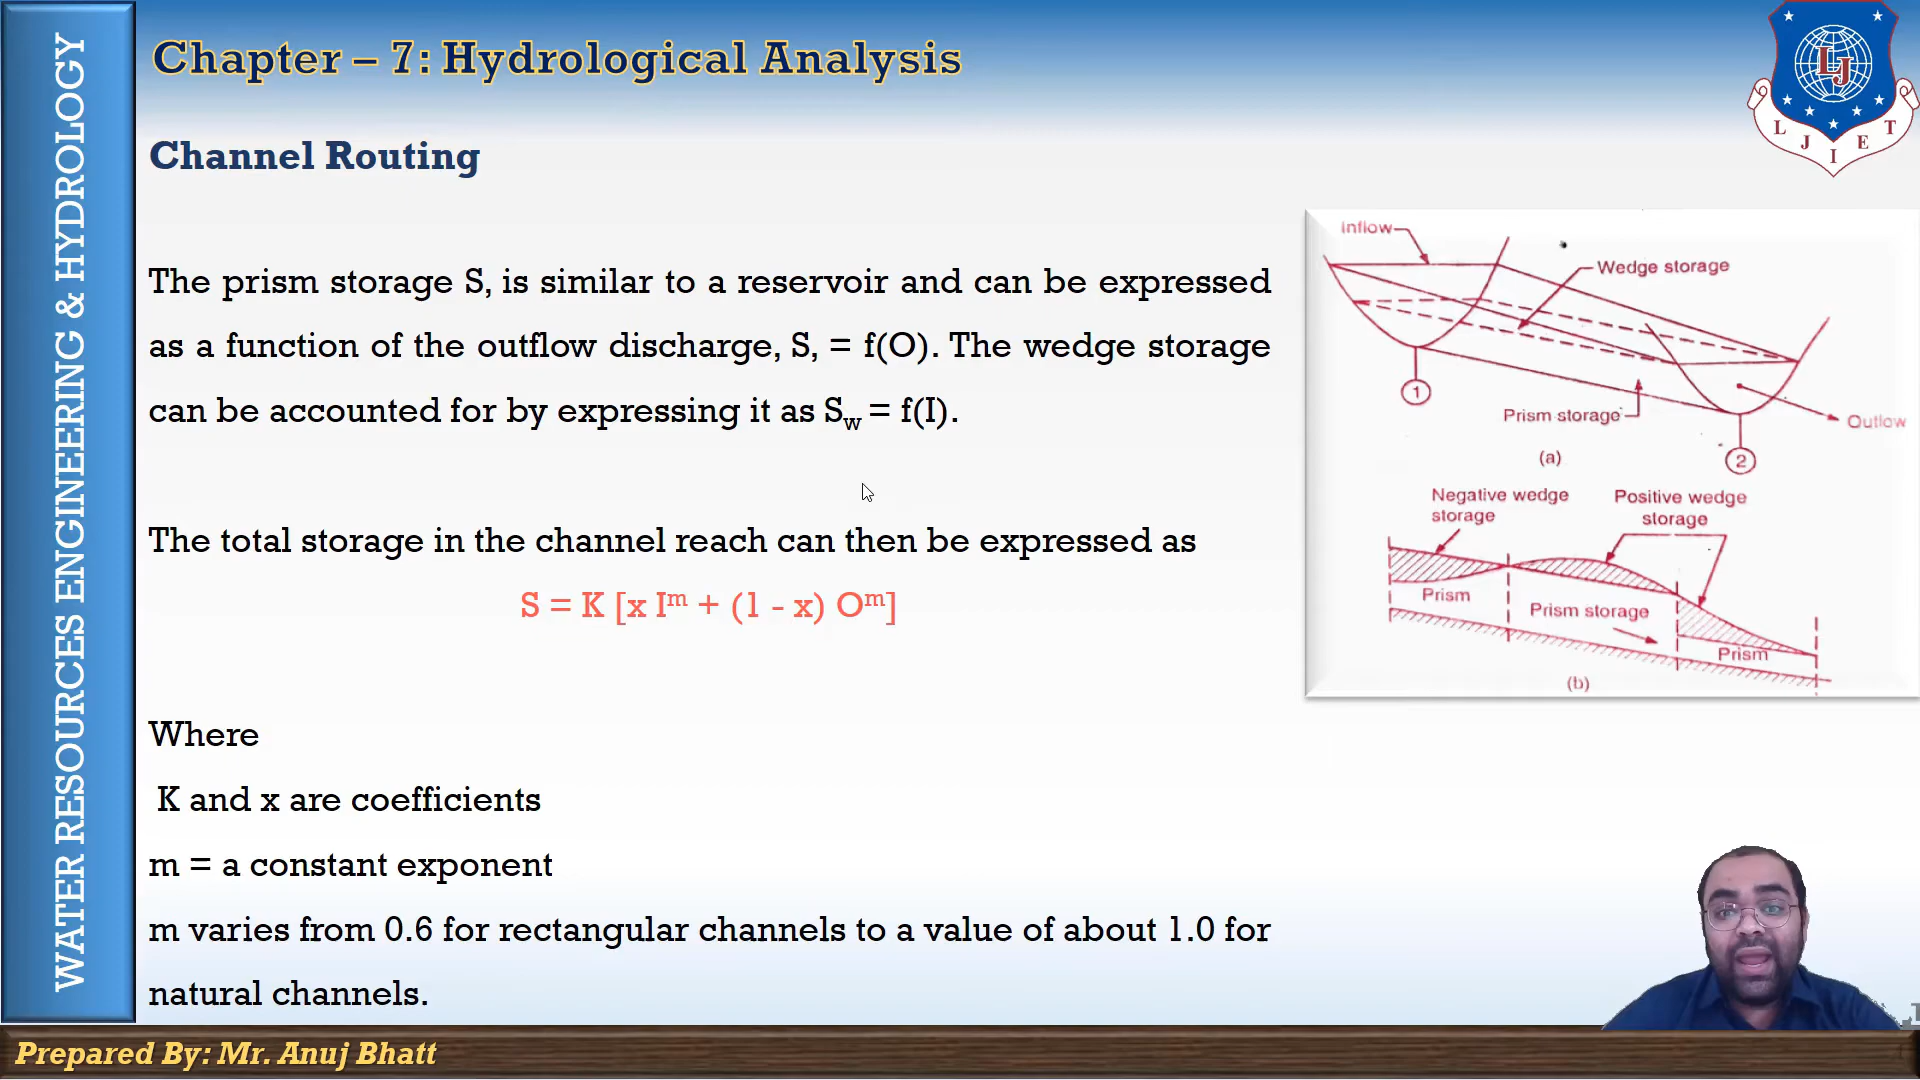 WATER RESOURCES ENGINEERING & HYDROLOGY
Chapter – 7: Hydrological Analysis
L J
L J I E T
Channel Routing
The prism storage S, is similar to a reservoir and can be expressed
as a function of the outflow discharge, S, = f(O). The wedge storage
can be accounted for by expressing it as Sw = f(I).
The total storage in the channel reach can then be expressed as
S = K [x Iᵐ + (1 - x) Oᵐ]
Where
K and x are coefficients
m = a constant exponent
m varies from 0.6 for rectangular channels to a value of about 1.0 for
natural channels.
Inflow
Wedge storage
1
Prism storage
Outlow
(a)
2
Negative wedge
storage
Positive wedge
storage
Prism
Prism storage
Prism
(b)
Prepared By: Mr. Anuj Bhatt